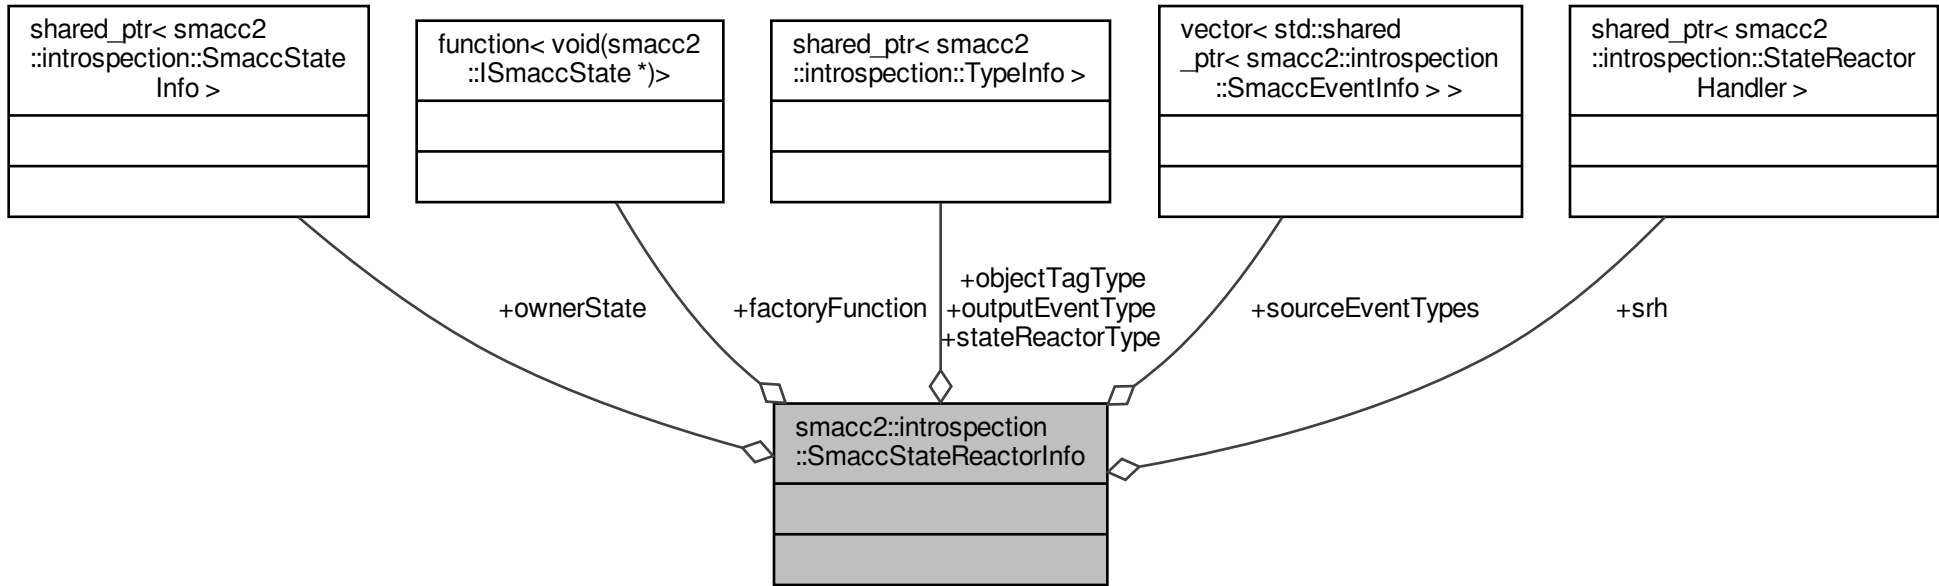 shared_ptr< smacc2
::introspection::SmaccState
Info >
function< void(smacc2
::ISmaccState *)>
shared_ptr< smacc2
::introspection::TypeInfo >
vector< std::shared
_ptr< smacc2::introspection
::SmaccEventInfo > >
shared_ptr< smacc2
::introspection::StateReactor
Handler >
+ownerState
+factoryFunction
+objectTagType
+outputEventType
+stateReactorType
+sourceEventTypes
+srh
smacc2::introspection
::SmaccStateReactorInfo